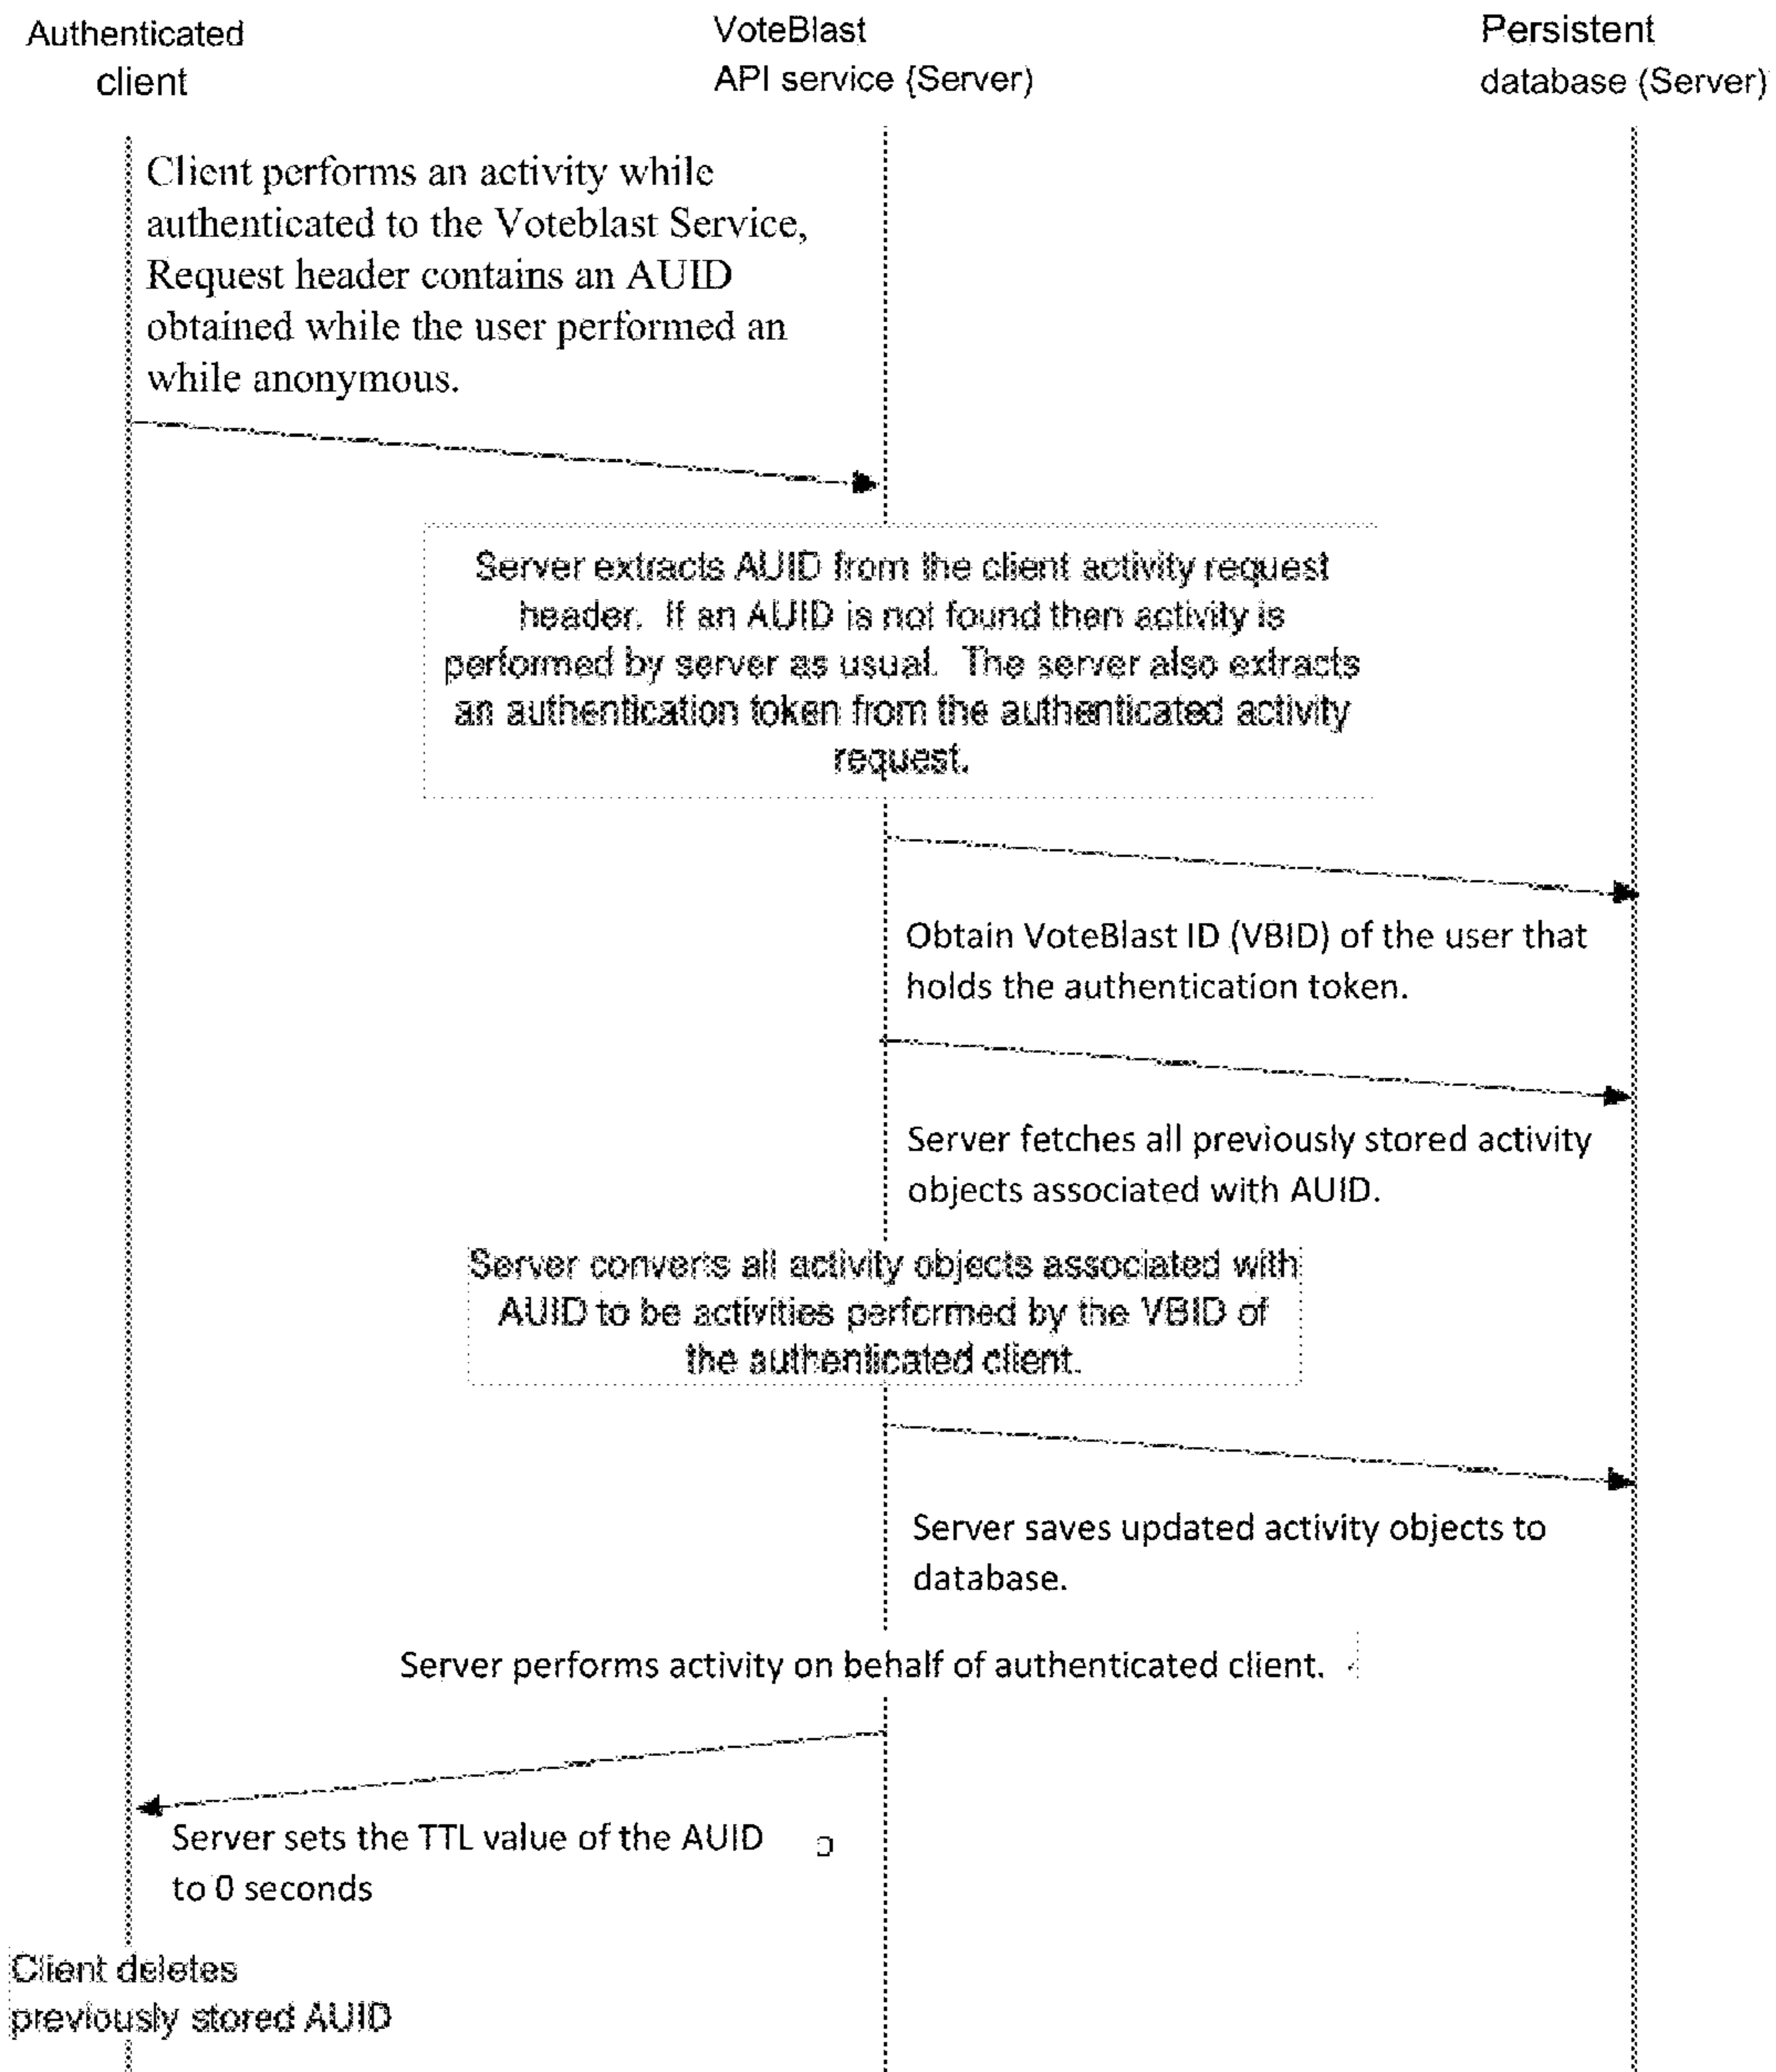 Authenticated
client
VoteBlast
API service {Server)
Persistent
database (Server)
Client performs an activity while
authenticated to the Voteblast Service,
Request header contains an AUID
obtained while the user performed an
while anonymous.
Server extracts AUID from the client activity request
header. If an AUID is not found then activity is
performed by server as usual. The server also extracts
an authentication token from the authenticated activity
request.
Obtain VoteBlast ID (VBID) of the user that
holds the authentication token.
Server fetches all previously stored activity
objects associated with AUID.
Server converts all activity objects associated with
AUID to be activities performed by the VBID of
the authenticated client.
Server saves updated activity objects to
database.
Server performs activity on behalf of authenticated client.
Server sets the TTL value of the AUID
to 0 seconds
Client deletes
previously stored AUID